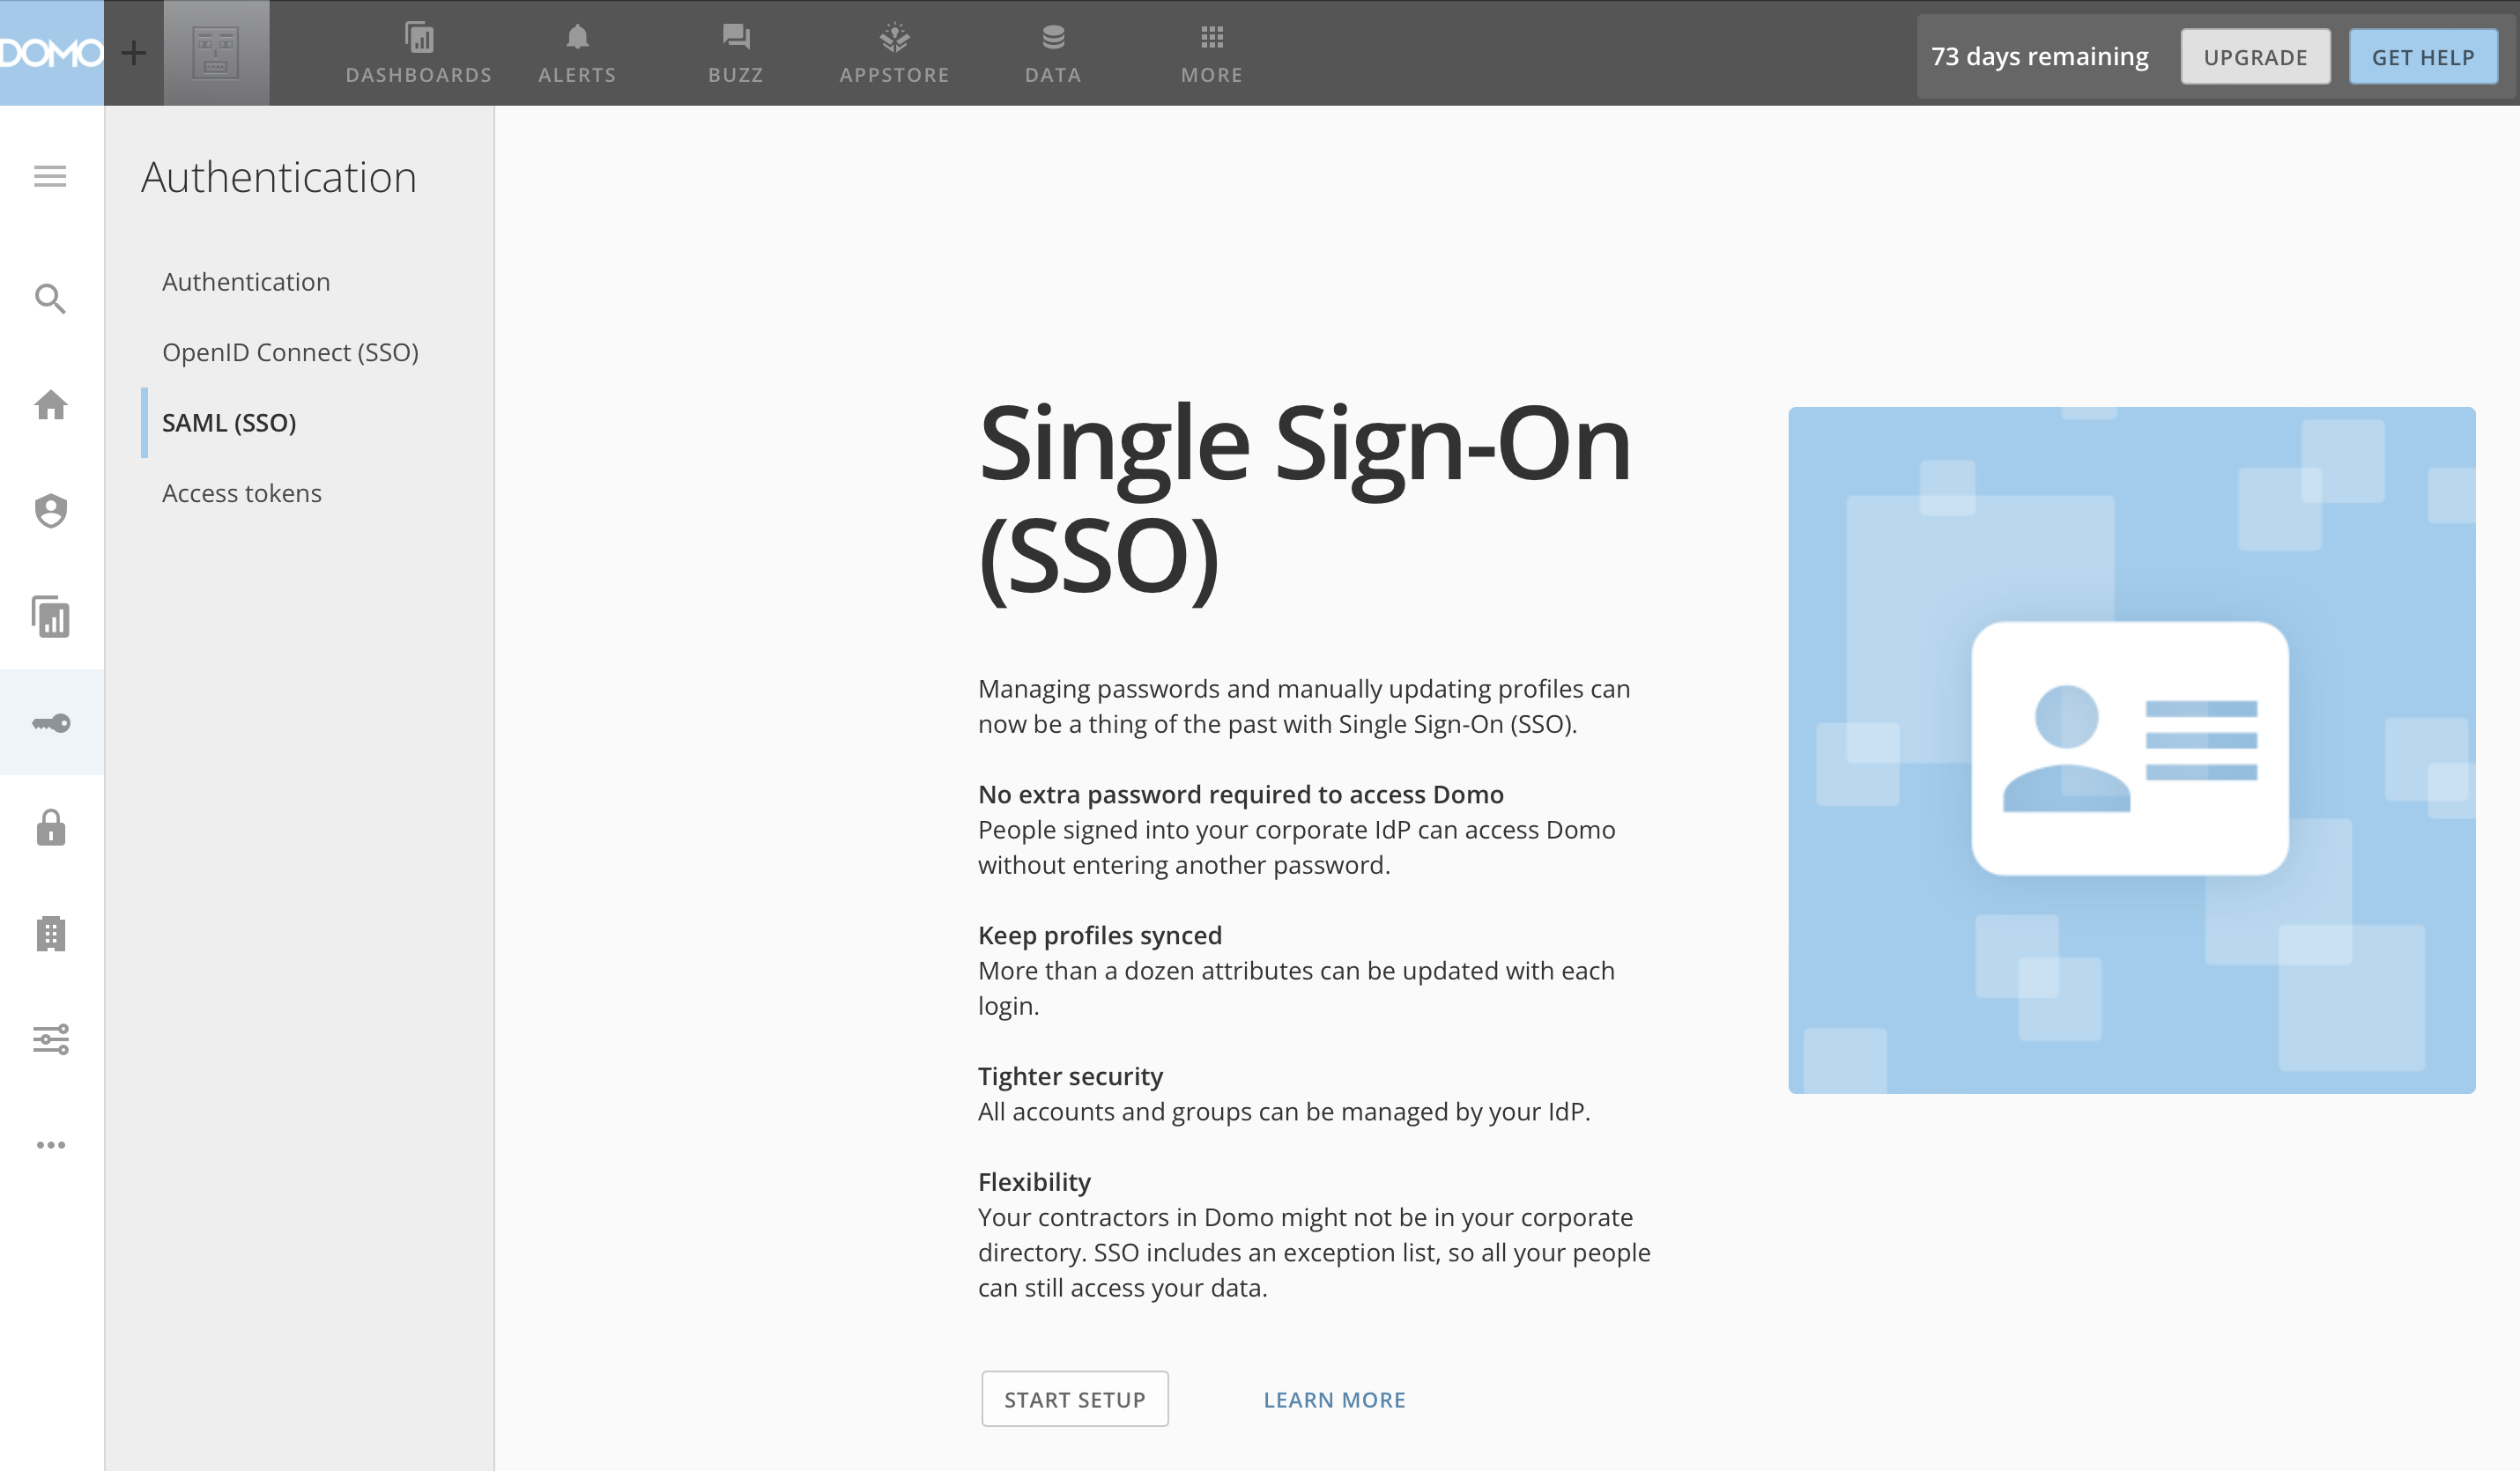 DOMO
DASHBOARDS
ALERTS
BUZZ
APPSTORE
DATA
MORE
73 days remaining
UPGRADE
GET HELP
Authentication
Authentication
OpenID Connect (SSO)
SAML (SSO)
Access tokens
Single Sign-On
(SSO)
Managing passwords and manually updating profiles can
now be a thing of the past with Single Sign-On (SSO).
No extra password required to access Domo
People signed into your corporate IdP can access Domo
without entering another password.
Keep profiles synced
More than a dozen attributes can be updated with each
login.
Tighter security
All accounts and groups can be managed by your IdP.
Flexibility
Your contractors in Domo might not be in your corporate
directory. SSO includes an exception list, so all your people
can still access your data.
START SETUP
LEARN MORE